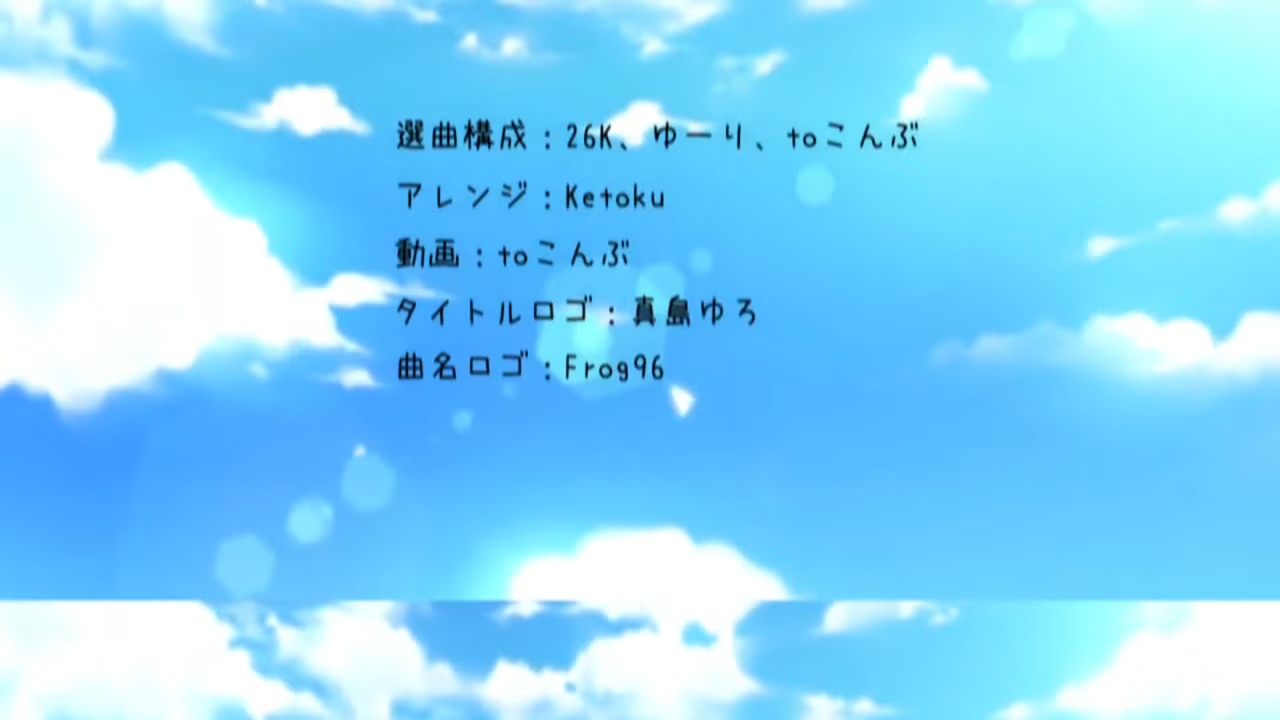 選曲構成：26K、ゆーり、toこんぶ
アレンジ：Ketoku
動画：toこんぶ
タイトルロゴ：真島ゆろ
曲名ロゴ：Frog96